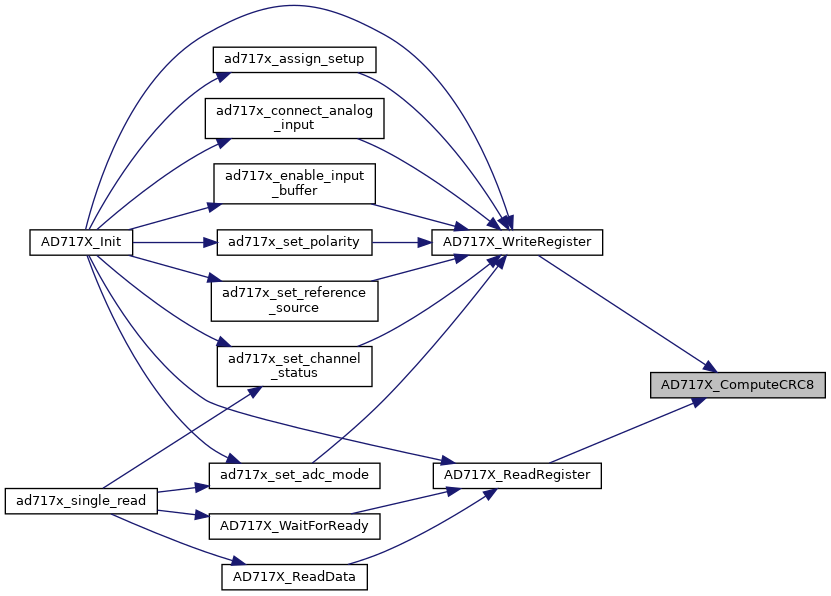 ad717x_assign_setup
ad717x_connect_analog
_input
ad717x_enable_input
_buffer
AD717X_Init
ad717x_set_polarity
AD717X_WriteRegister
ad717x_set_reference
_source
ad717x_set_channel
_status
AD717X_ComputeCRC8
ad717x_set_adc_mode
AD717X_ReadRegister
ad717x_single_read
AD717X_WaitForReady
AD717X_ReadData